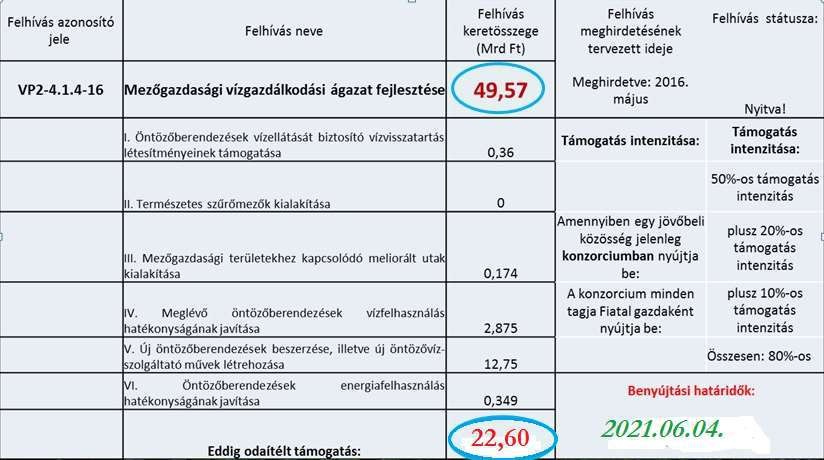 Felhívás azonosító
jele
Felhívás neve
Felhívás
keretösszege
(Mrd Ft)
Felhívás
meghirdetésének
tervezett ideje
Felhívás státusza:
VP2-4.1.4-16
Mezőgazdasági vízgazdálkodási ágazat fejlesztése
49,57
Meghirdetve: 2016.
május
Nyitva!
I. Öntözőberendezések vízellátását biztosító vízvisszatartás
létesítményeinek támogatása
0,36
Támogatás intenzitása:
Támogatás
intenzitása:
II. Természetes szűrőmezők kialakítása
0
50%-os támogatás
intenzitás
III. Mezőgazdasági területekhez kapcsolódó meliorált utak
kialakítása
0,174
Amennyiben egy jövőbeli
közösség jelenleg
konzorciumban nyújtja
be:
plusz 20%-os
támogatás
intenzitás
IV. Meglévő öntözőberendezések vízfelhasználás
hatékonyságának javítása
2,875
A konzorcium minden
tagja Fiatal gazdaként
nyújtja be:
plusz 10%-os
támogatás
intenzitás
V. Új öntözőberendezések beszerzése, illetve új öntözővíz-
szolgáltató művek létrehozása
12,75
Összesen: 80%-os
VI. Öntözőberendezések energiafelhasználás
hatékonyságának javítása
0,349
Benyújtási határidők:
2021.06.04.
Eddig odaítélt támogatás:
22,60